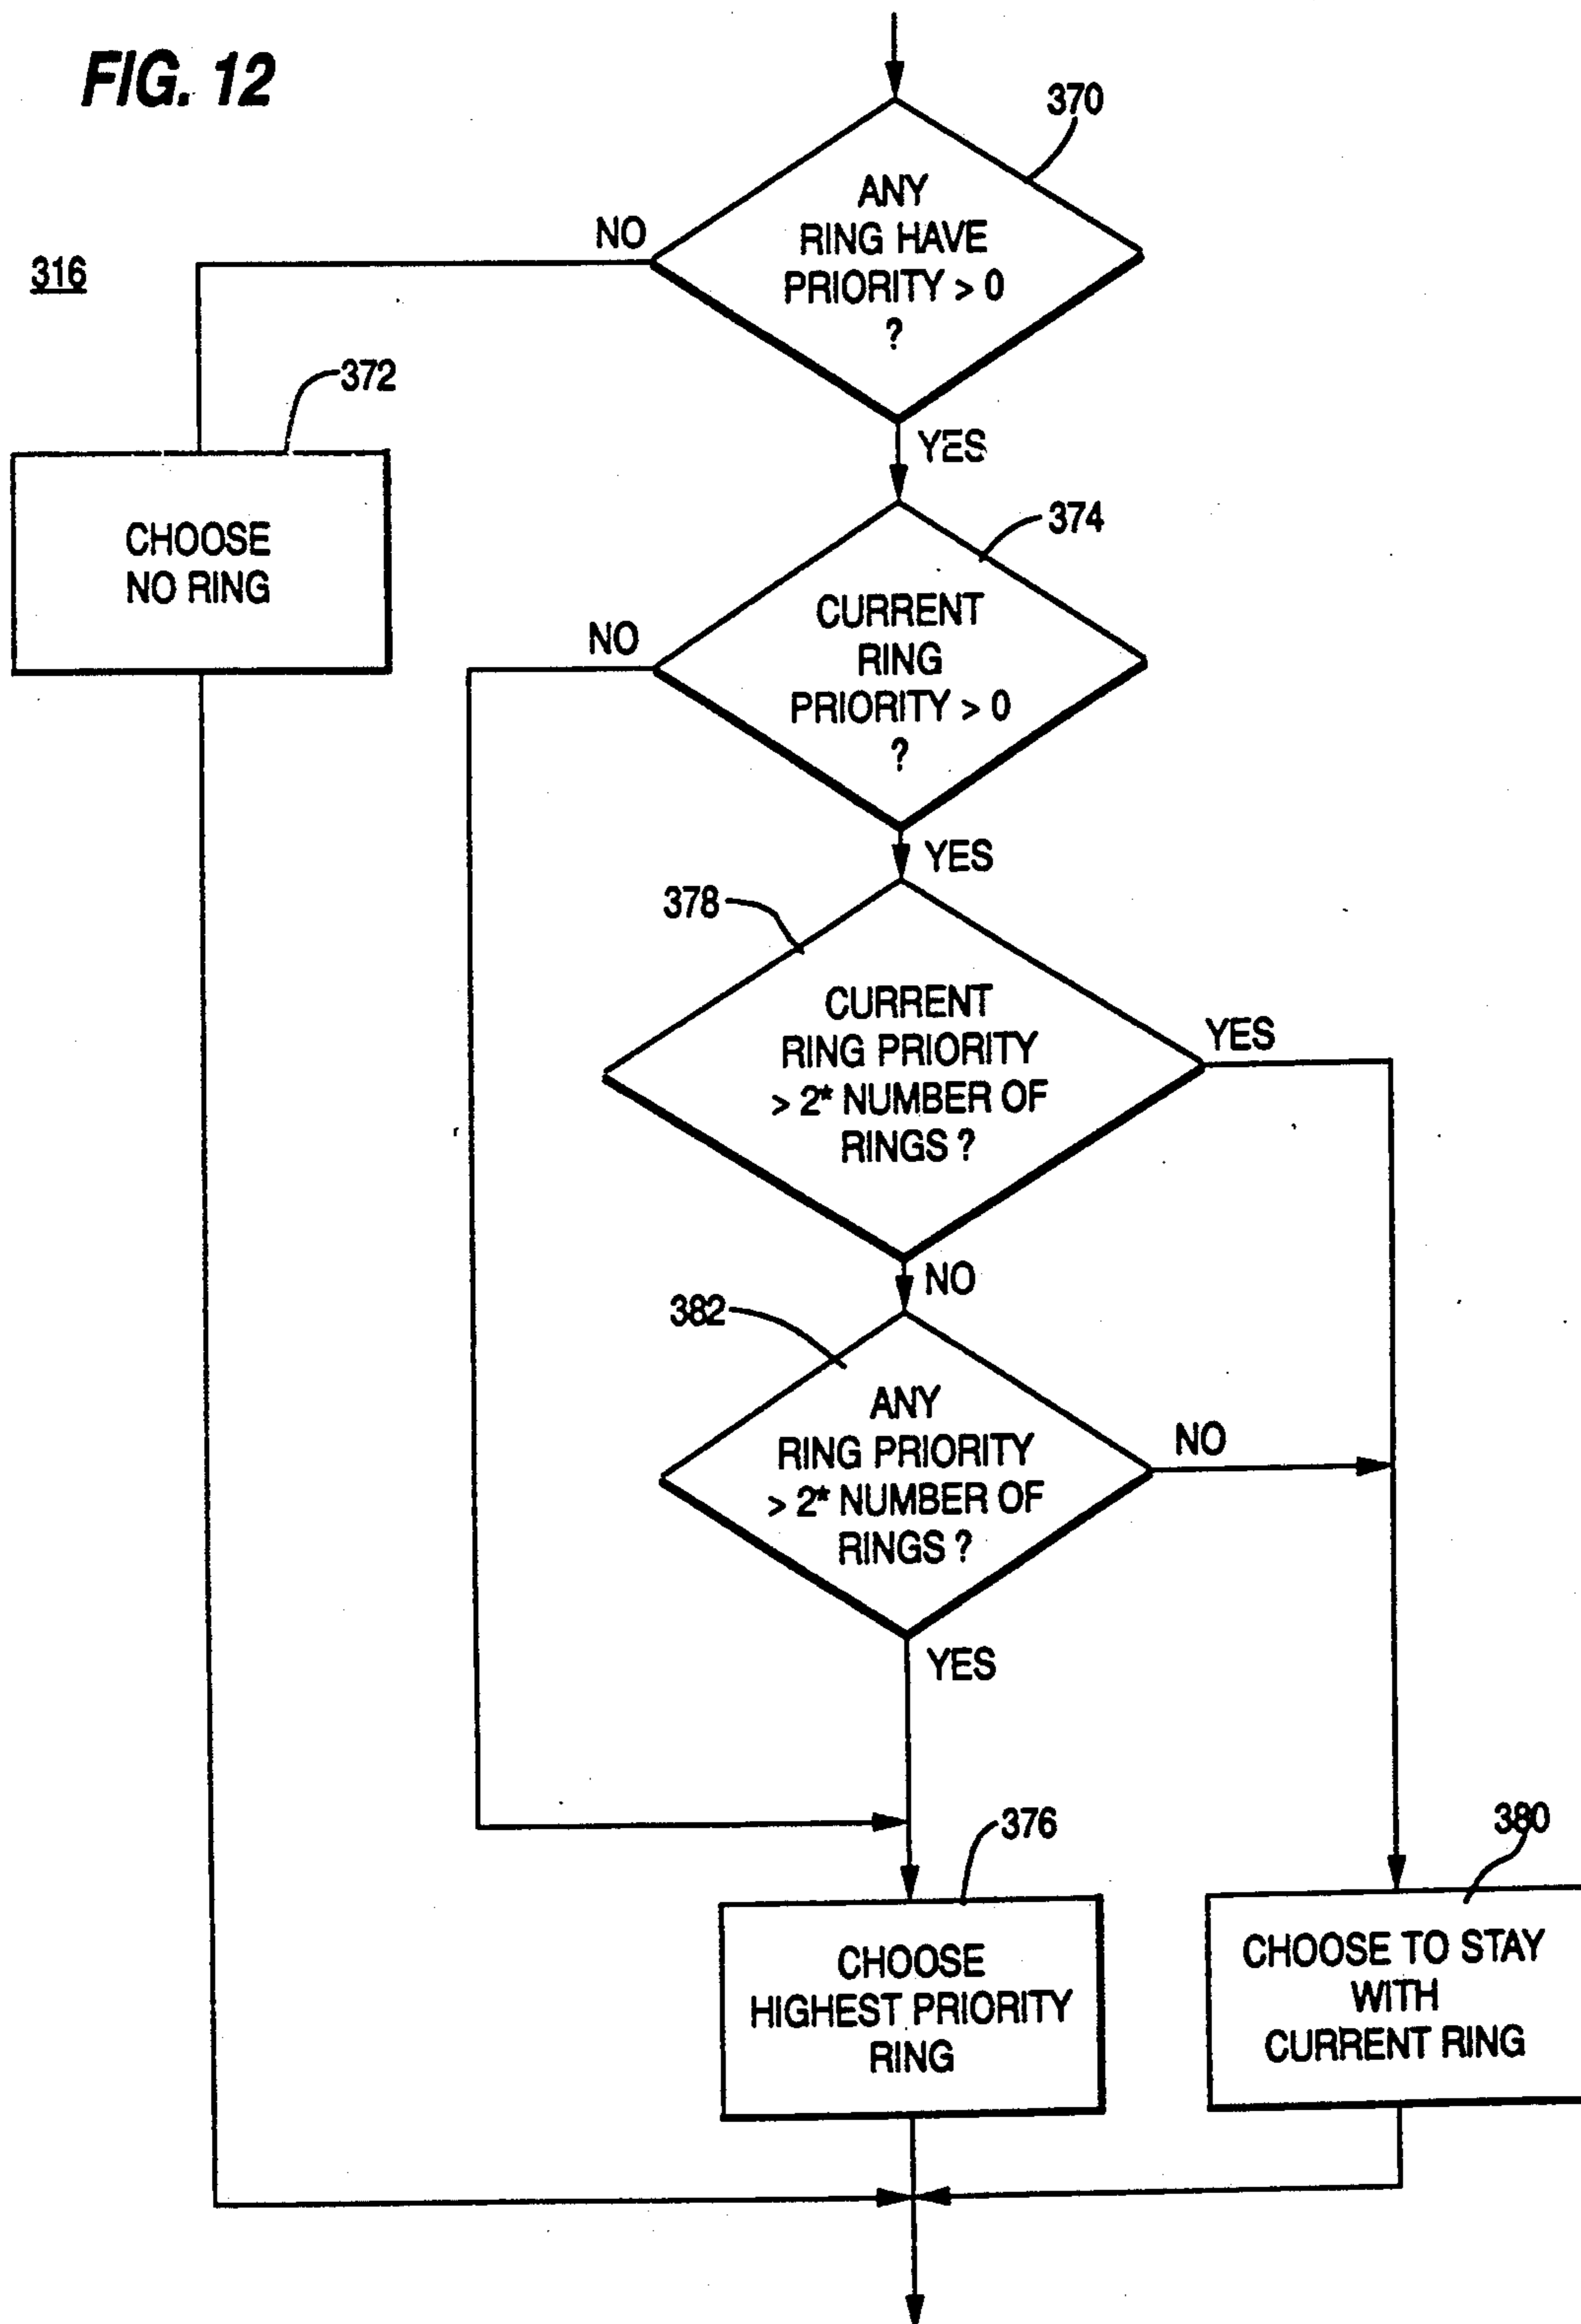 FIG. 12
370
ANY
RING HAVE
PRIORITY > 0
?
NO
316
372
YES
CHOOSE
NO RING
374
CURRENT
RING
PRIORITY > 0
?
NO
YES
378
CURRENT
RING PRIORITY
> 2* NUMBER OF
RINGS ?
YES
NO
382
ANY
RING PRIORITY
> 2* NUMBER OF
RINGS ?
NO
YES
376
380
CHOOSE
HIGHEST PRIORITY
RING
CHOOSE TO STAY
WITH
CURRENT RING